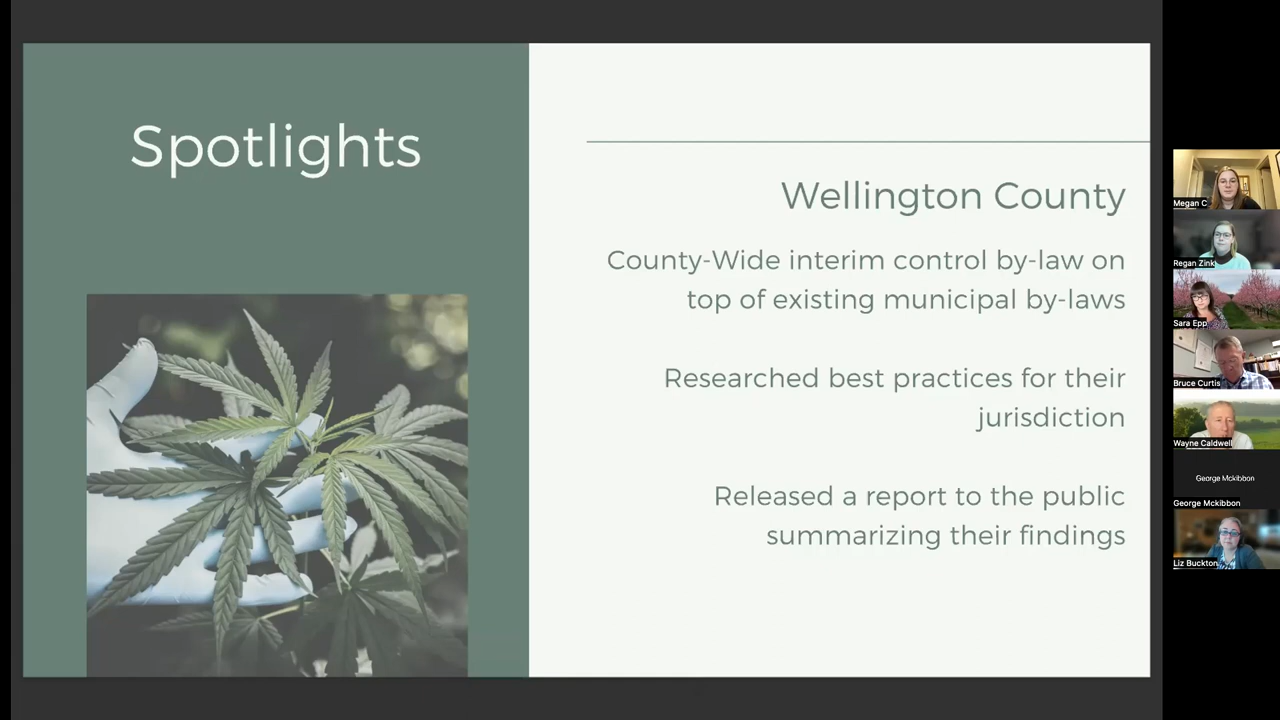 Spotlights
Wellington County
County-Wide interim control by-law on
top of existing municipal by-laws
Researched best practices for their
jurisdiction
Released a report to the public
summarizing their findings
Megan C
Regan Zink
Sara Epp
Bruce Curtis
Wayne Caldwell
George Mckibbon
George Mckibbon
Liz Buckton